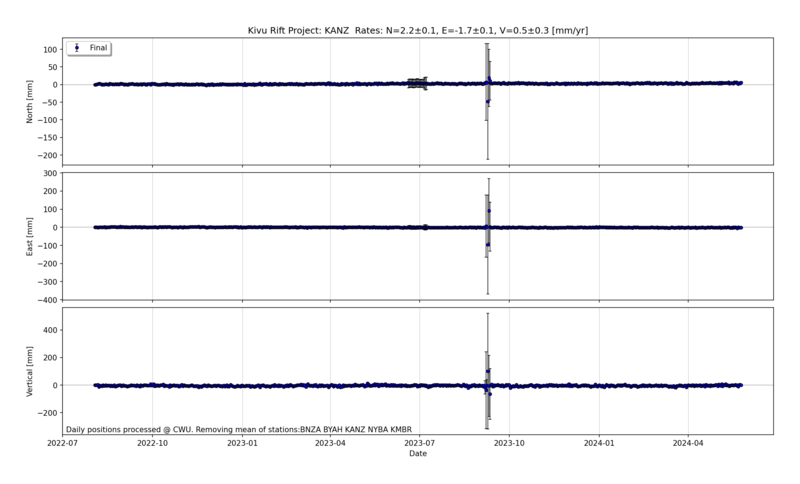 Kivu Rift Project: KANZ Rates: N=2.2±0.1, E=-1.7±0.1, V=0.5±0.3 [mm/yr]
Final
North [mm]
100
50
0
−50
−100
−150
−200
East [mm]
300
200
100
0
−100
−200
−300
−400
Vertical [mm]
400
200
0
−200
Daily positions processed @ CWU. Removing mean of stations:BNZA BYAH KANZ NYBA KMBR
2022-07 2022-10 2023-01 2023-04 2023-07 2023-10 2024-01 2024-04
Date